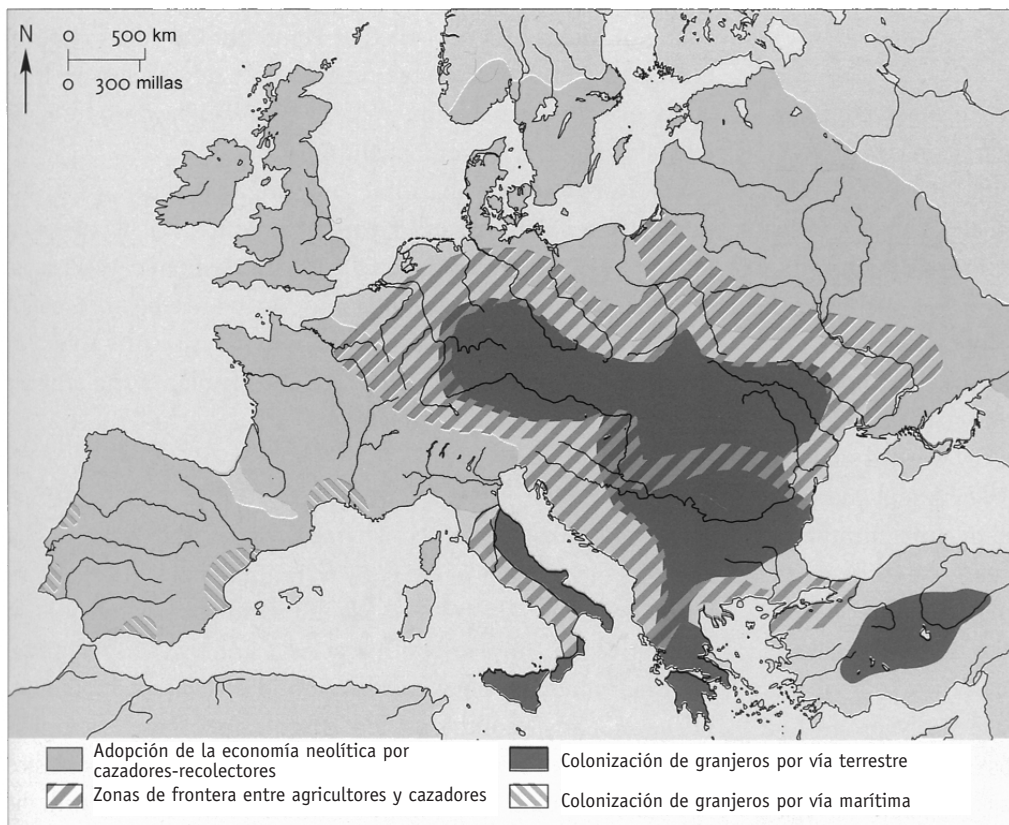 N
0 500 km
0 300 millas
Adopción de la economía neolítica por
cazadores-recolectores
Zonas de frontera entre agricultores y cazadores
Colonización de granjeros por vía terrestre
Colonización de granjeros por vía marítima